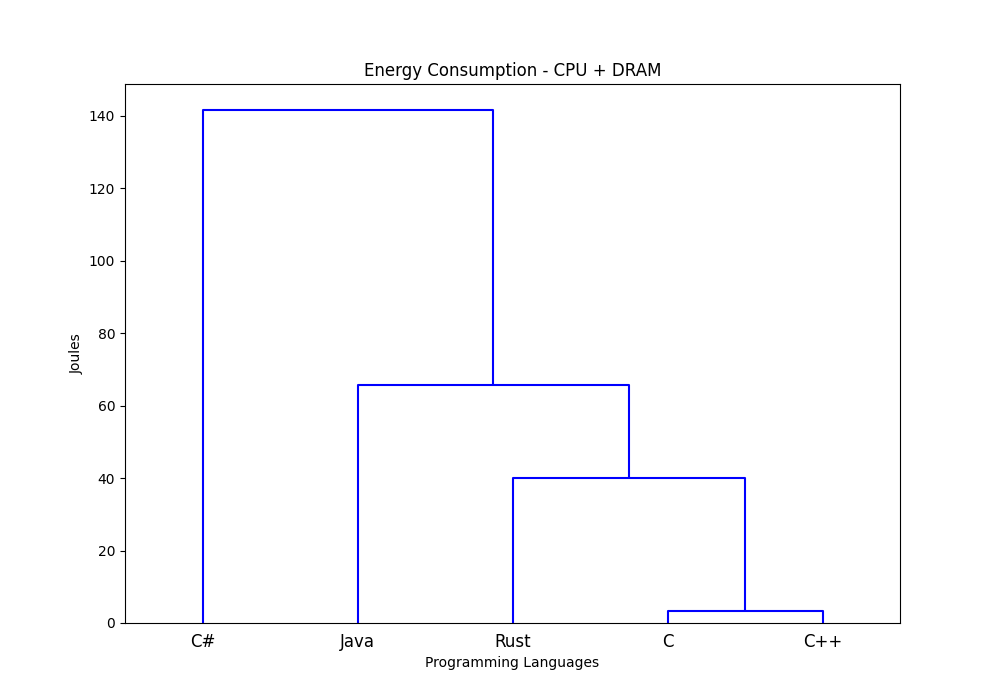 Energy Consumption - CPU + DRAM
140
120
100
80
60
40
20
0
Joules
C# Java Rust C C++
Programming Languages